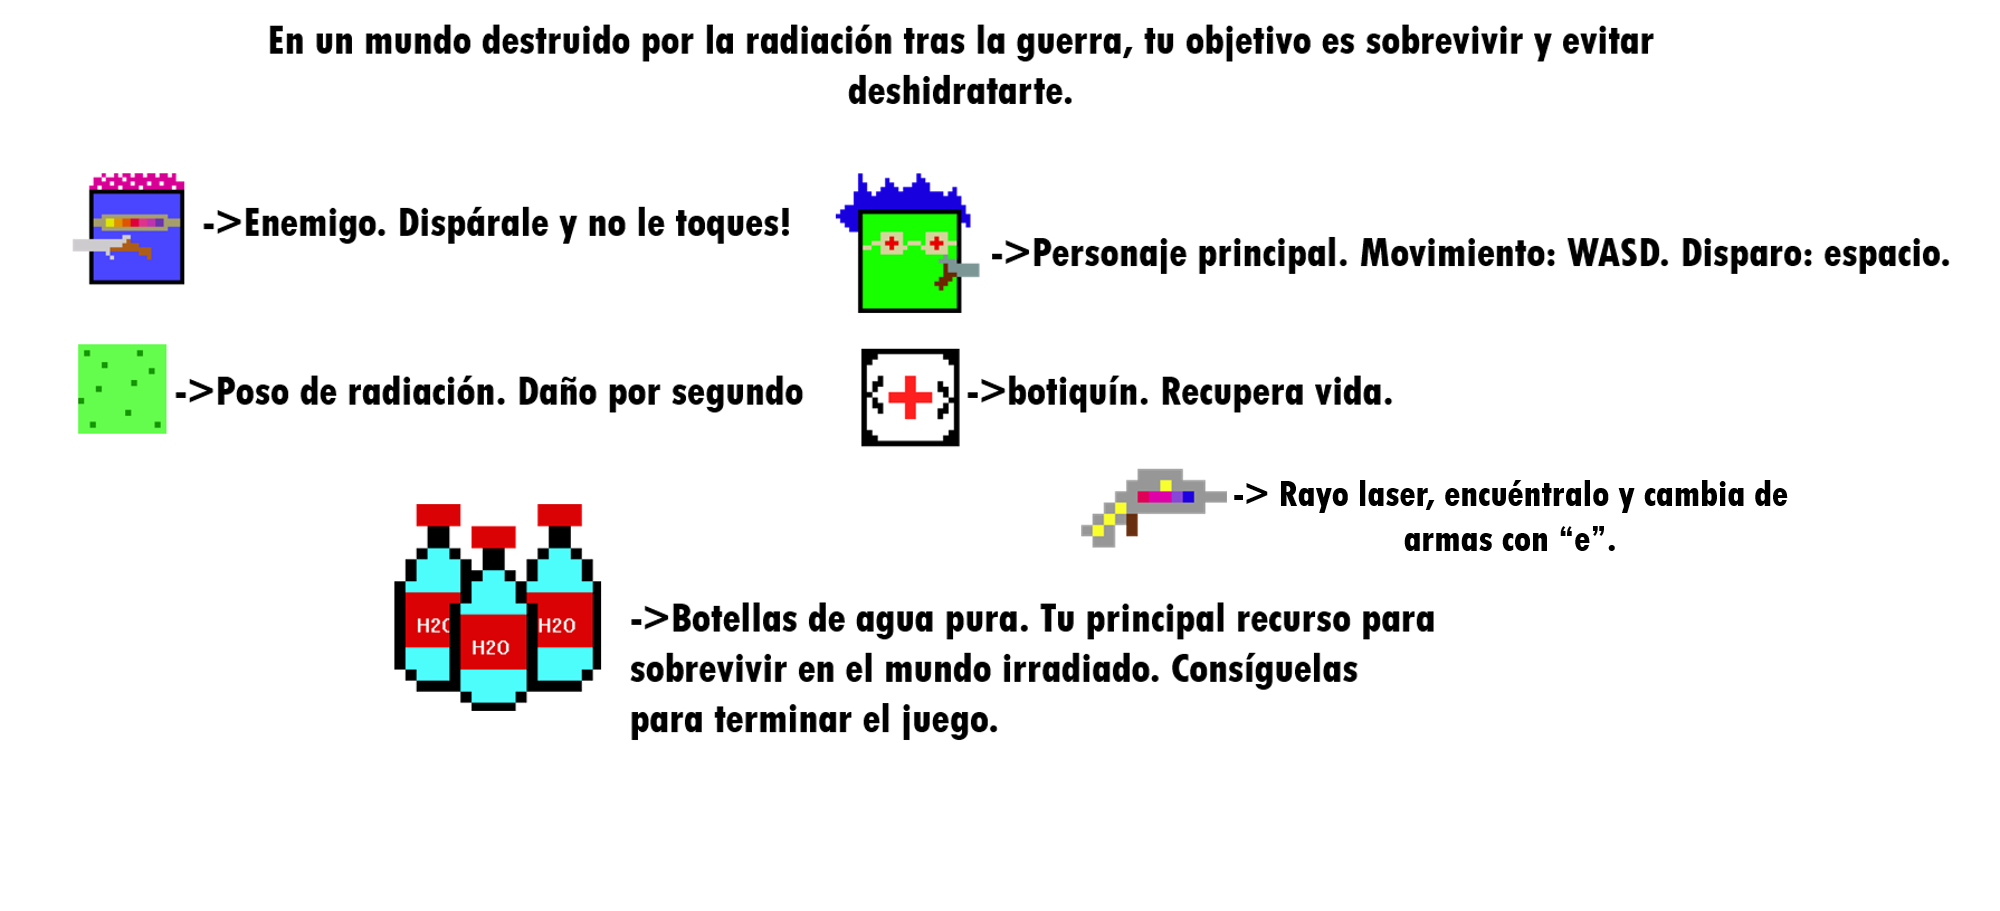 En un mundo destruido por la radiación tras la guerra, tu objetivo es sobrevivir y evitar
deshidratarte.
->Enemigo. Dispárale y no le toques!
->Personaje principal. Movimiento: WASD. Disparo: espacio.
->Poso de radiación. Daño por segundo
->botiquín. Recupera vida.
-> Rayo laser, encuéntralo y cambia de
armas con “e”.
H2O
H2O
H2O
->Botellas de agua pura. Tu principal recurso para
sobrevivir en el mundo irradiado. Consíguelas
para terminar el juego.